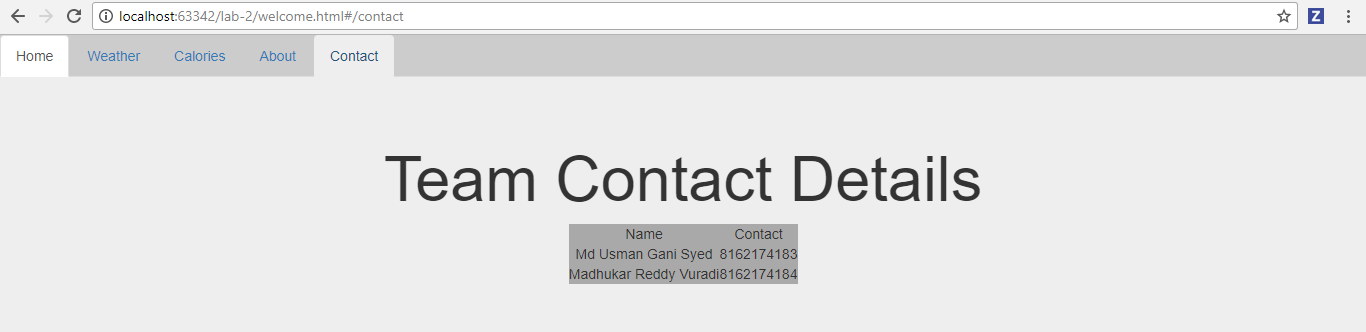 localhost:63342/lab-2/welcome.html#/contact
Z
Home Weather Calories About Contact
Team Contact Details
Name Contact
Md Usman Gani Syed 8162174183
Madhukar Reddy Vuradi 8162174184